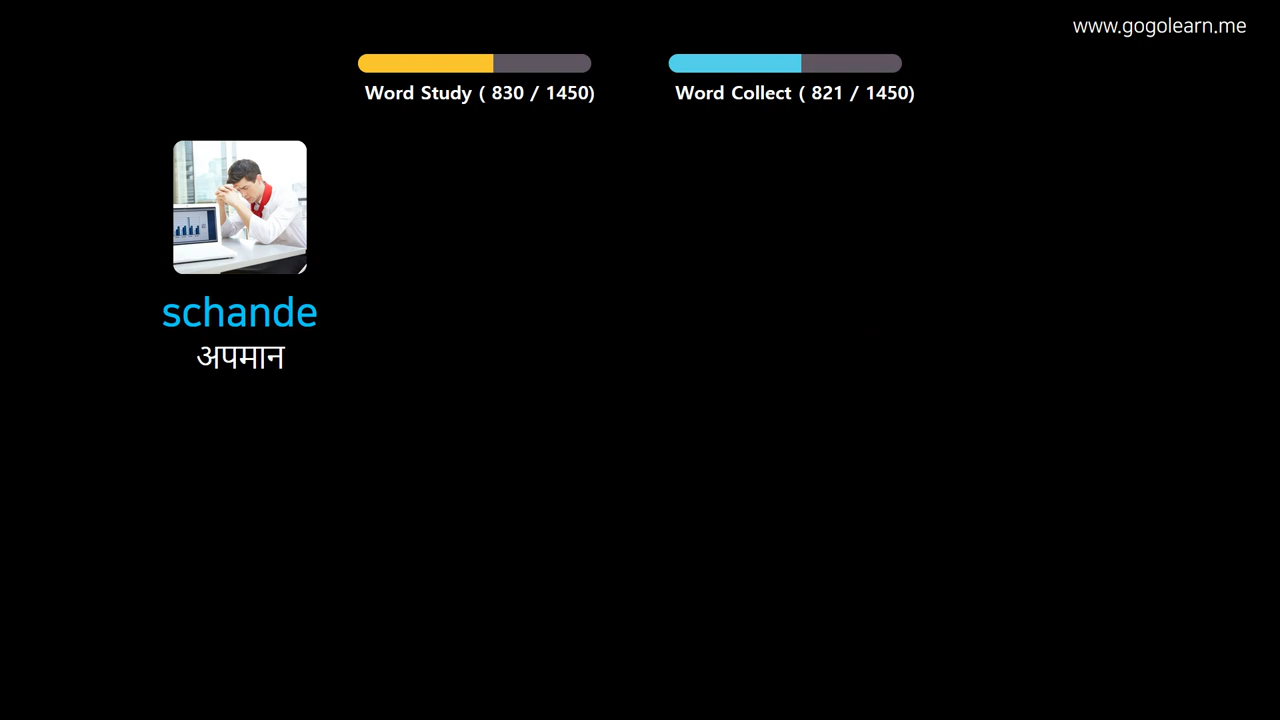 www.gogolearn.me
Word Study ( 830 / 1450)
Word Collect ( 821 / 1450)
schande
अपमान